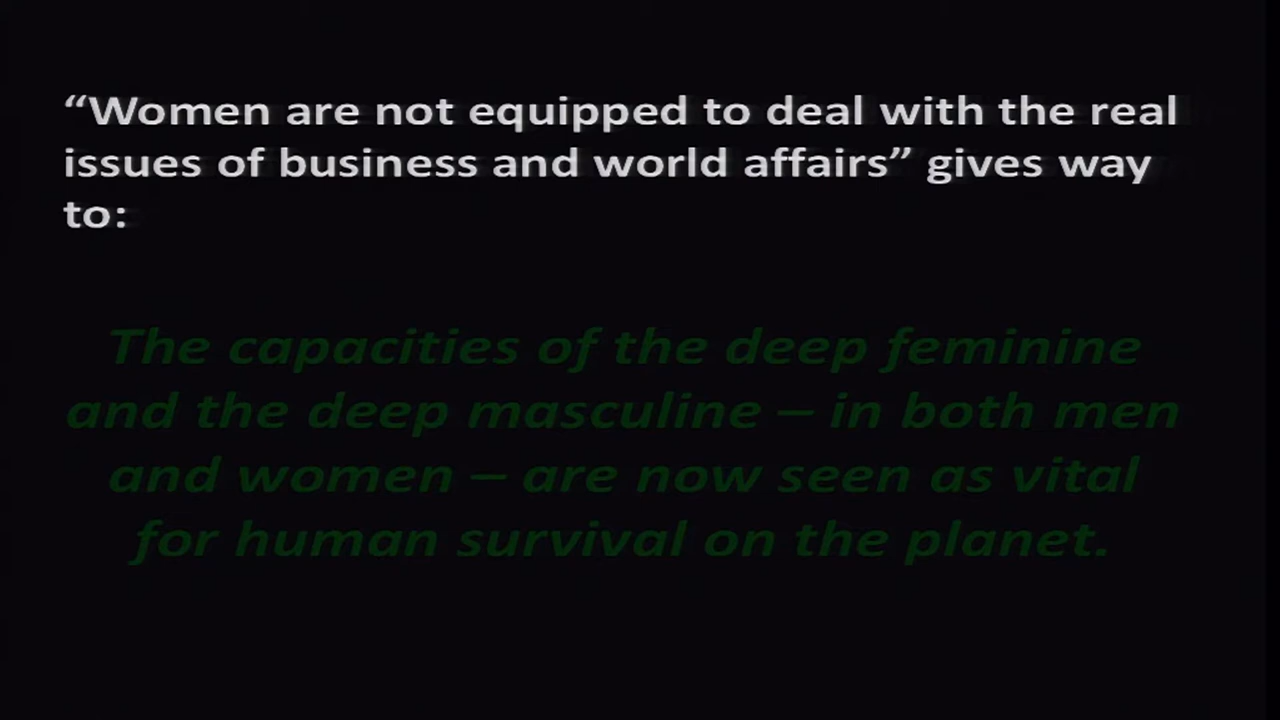 “Women are not equipped to deal with the real
issues of business and world affairs” gives way
to:
The capacities of the deep feminine
and the deep masculine – in both men
and women – are now seen as vital
for human survival on the planet.